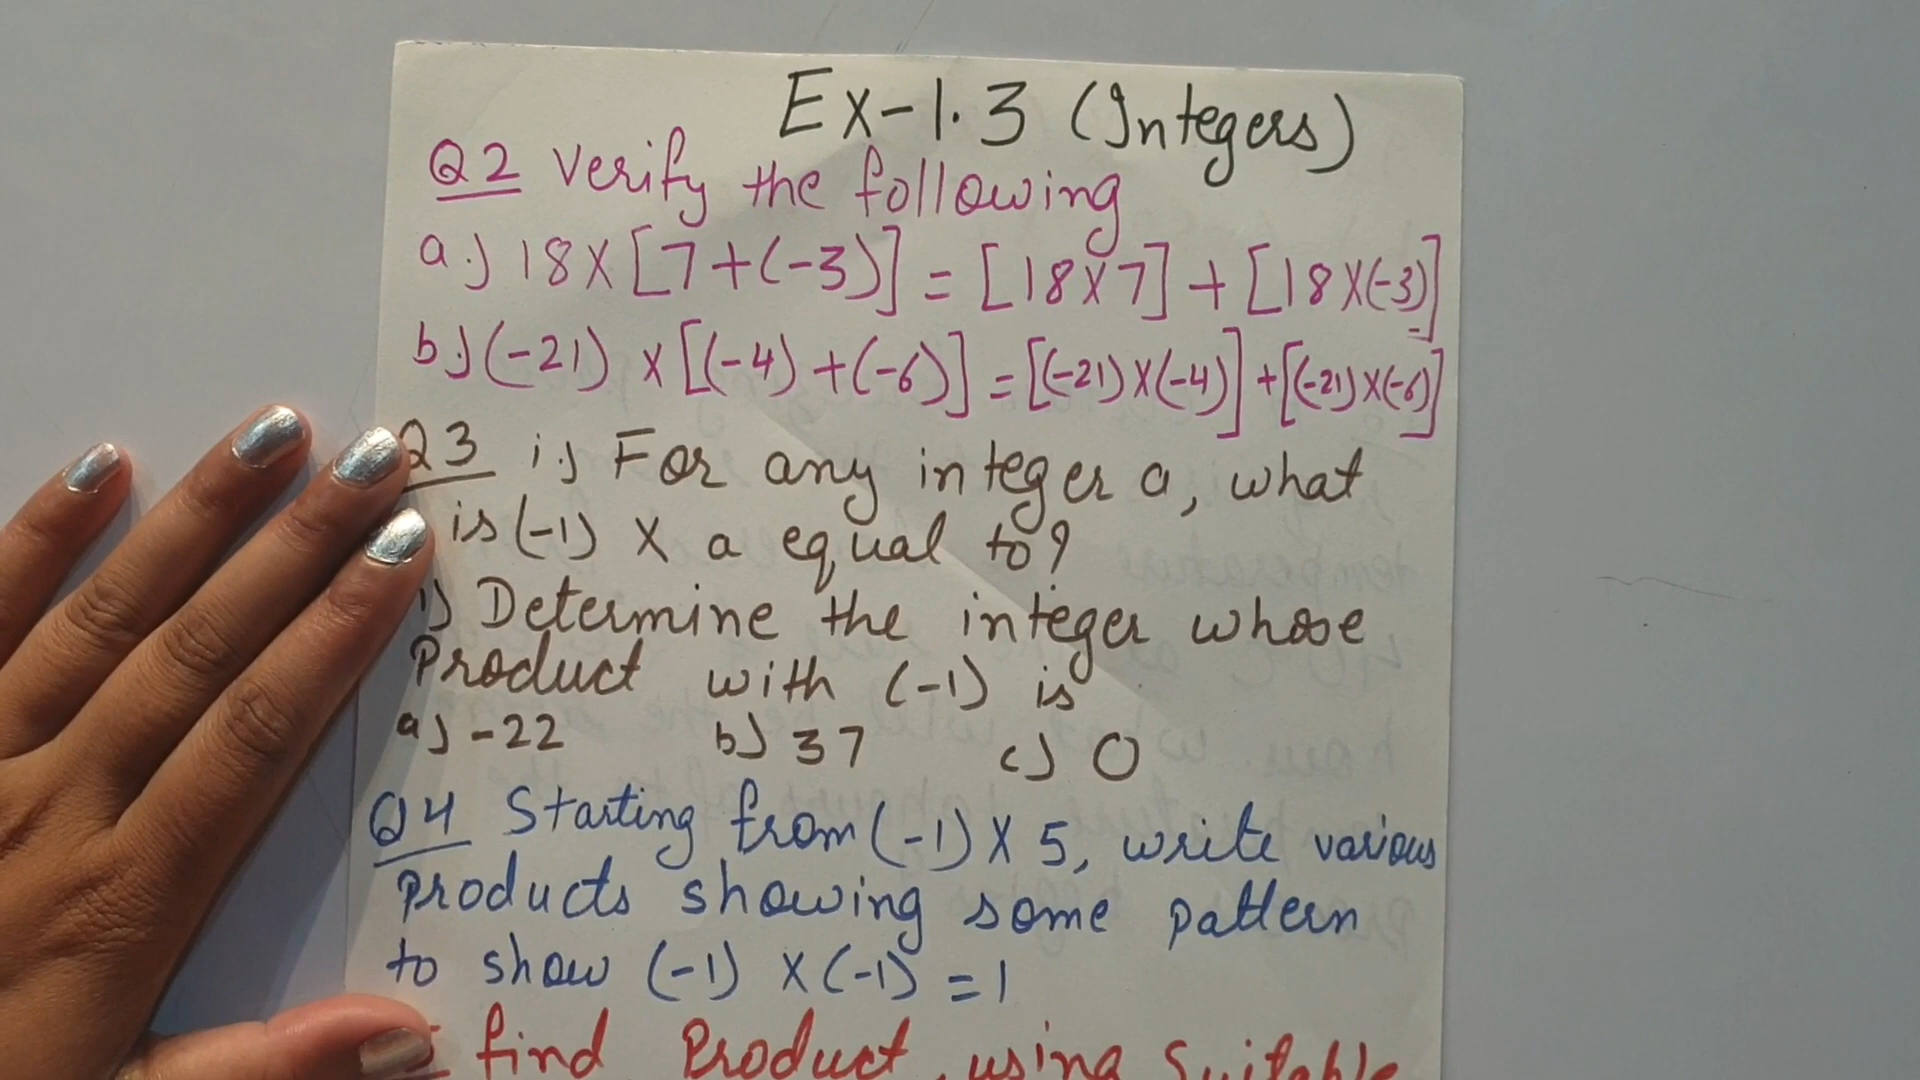 Ex-1.3 (Integers)
Q2 Verify the following
a.) 18X[7+(-3)] = [18X7] + [18X(-3)]
b.) (-21) x [(-4)+(-6)] = [(-21)X(-4)] + [(-21)X(-6)]
Q3 i.) For any integer a, what
is (-1) X a equal to?
i) Determine the integer whose
Product with (-1) is
a) -22 b) 37 c) 0
Q4 Starting from (-1) X 5, write various
products showing some pattern
to show (-1) X (-1) = 1
find Product, using Suitable